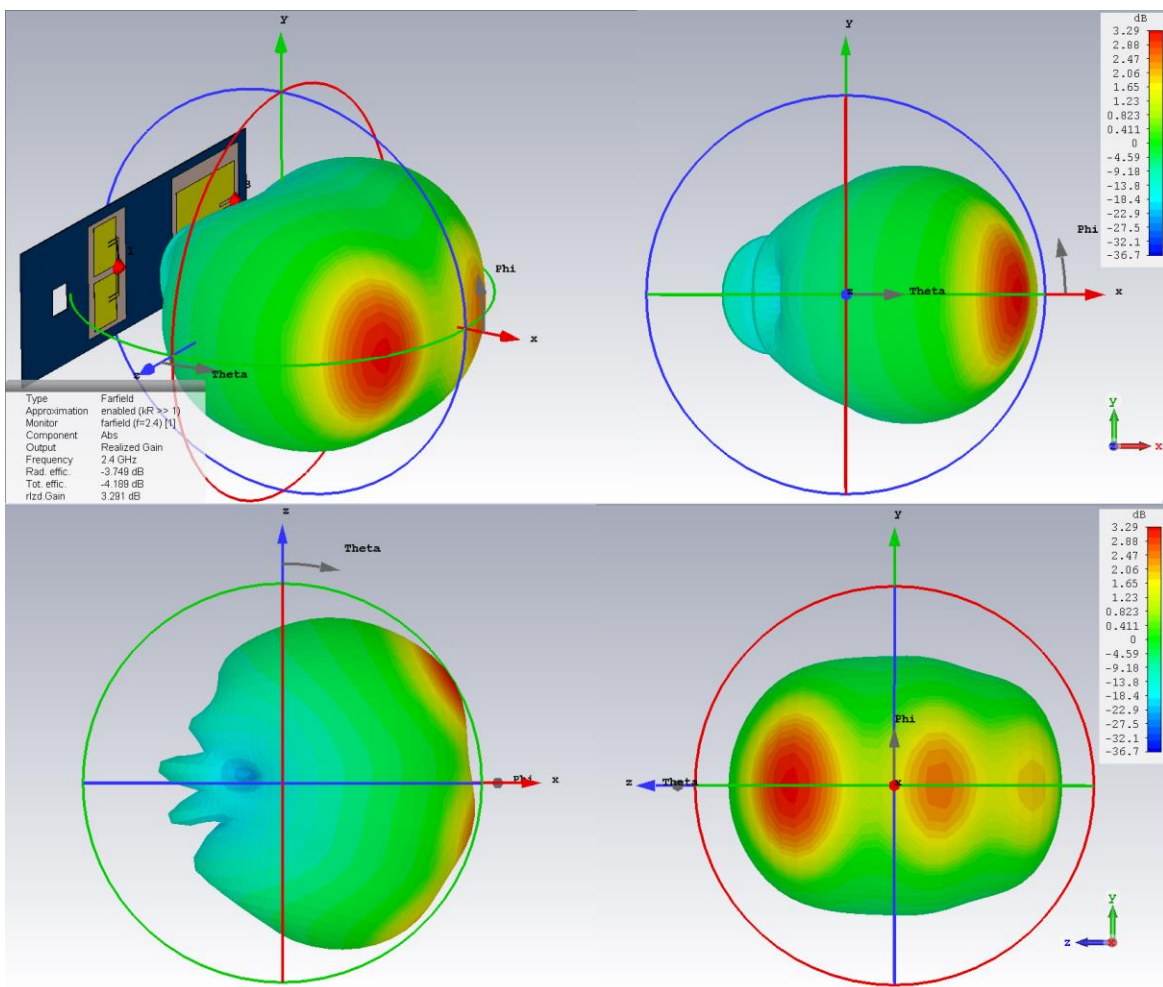 y
3
1
Phi
x
z
Theta
Type Farfield
Approximation enabled (kR >> 1)
Monitor farfield (f=2.4) [1]
Component Abs
Output Realized Gain
Frequency 2.4 GHz
Rad. effic. -3.749 dB
Tot. effic. -4.189 dB
rlzd Gain 3.291 dB
y
Phi
z
Theta
x
dB
3.29
2.88
2.47
2.06
1.65
1.23
0.823
0.411
0
-4.59
-9.18
-13.8
-18.4
-22.9
-27.5
-32.1
-36.7
y
z
x
z
Theta
Phi
x
y
Phi
z
Theta
x
dB
3.29
2.88
2.47
2.06
1.65
1.23
0.823
0.411
0
-4.59
-9.18
-13.8
-18.4
-22.9
-27.5
-32.1
-36.7
y
z
x